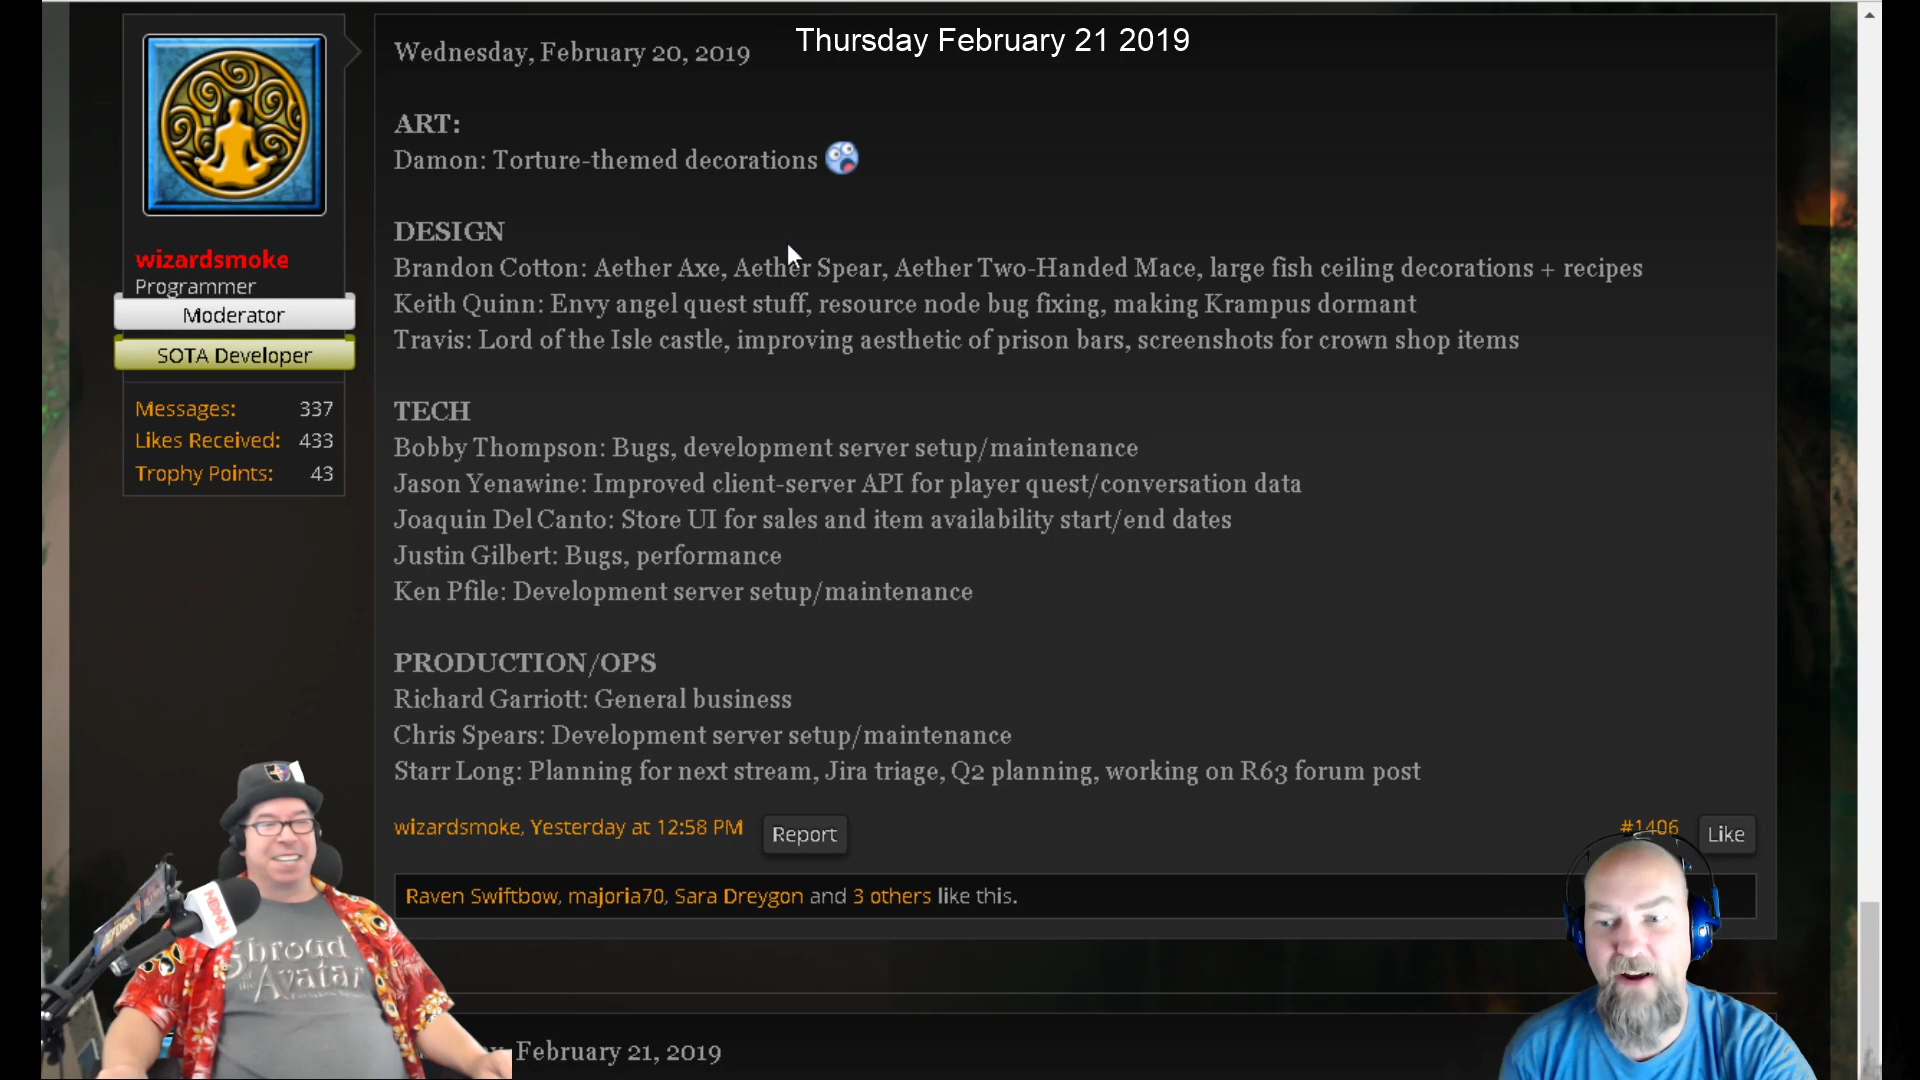 Thursday February 21 2019
Wednesday, February 20, 2019
ART:
Damon: Torture-themed decorations
DESIGN
Brandon Cotton: Aether Axe, Aether Spear, Aether Two-Handed Mace, large fish ceiling decorations + recipes
Keith Quinn: Envy angel quest stuff, resource node bug fixing, making Krampus dormant
Travis: Lord of the Isle castle, improving aesthetic of prison bars, screenshots for crown shop items
TECH
Bobby Thompson: Bugs, development server setup/maintenance
Jason Yenawine: Improved client-server API for player quest/conversation data
Joaquin Del Canto: Store UI for sales and item availability start/end dates
Justin Gilbert: Bugs, performance
Ken Pfile: Development server setup/maintenance
PRODUCTION/OPS
Richard Garriott: General business
Chris Spears: Development server setup/maintenance
Starr Long: Planning for next stream, Jira triage, Q2 planning, working on R63 forum post
wizardsmoke, Yesterday at 12:58 PM Report #1406 Like
Raven Swiftbow, majoria70, Sara Dreygon and 3 others like this.
February 21, 2019
wizardsmoke
Programmer
Moderator
SOTA Developer
Messages: 337
Likes Received: 433
Trophy Points: 43
Shroud
of the
Avatar